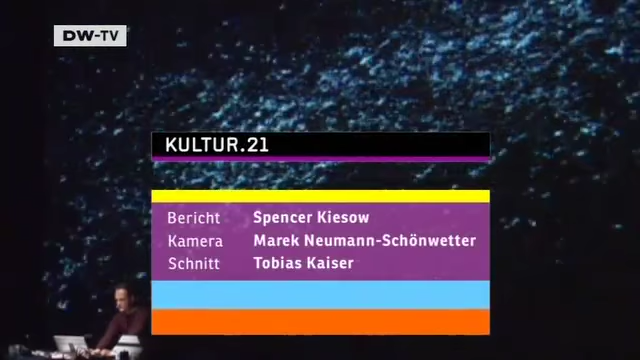 DW-TV
KULTUR.21
Bericht Spencer Kiesow
Kamera Marek Neumann-Schönwetter
Schnitt Tobias Kaiser